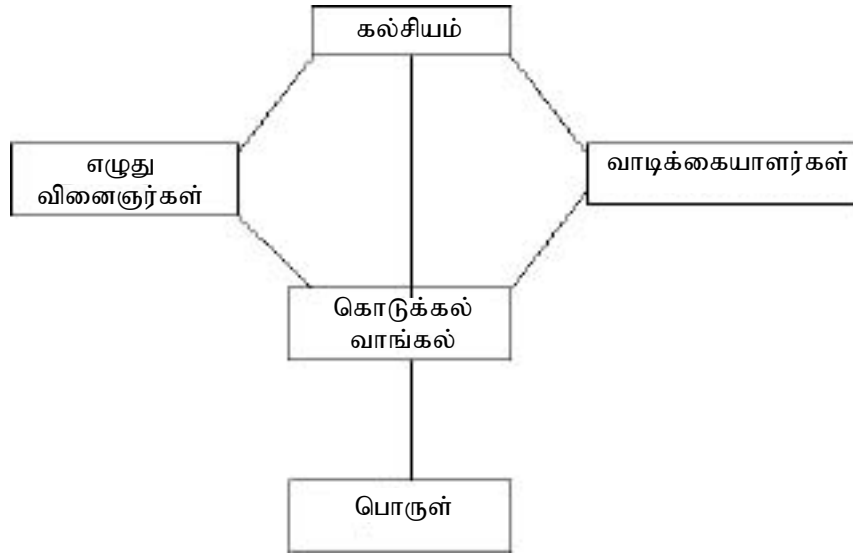 கல்சியம்
எழுது
வினைஞர்கள்
வாடிக்கையாளர்கள்
கொடுக்கல்
வாங்கல்
பொருள்